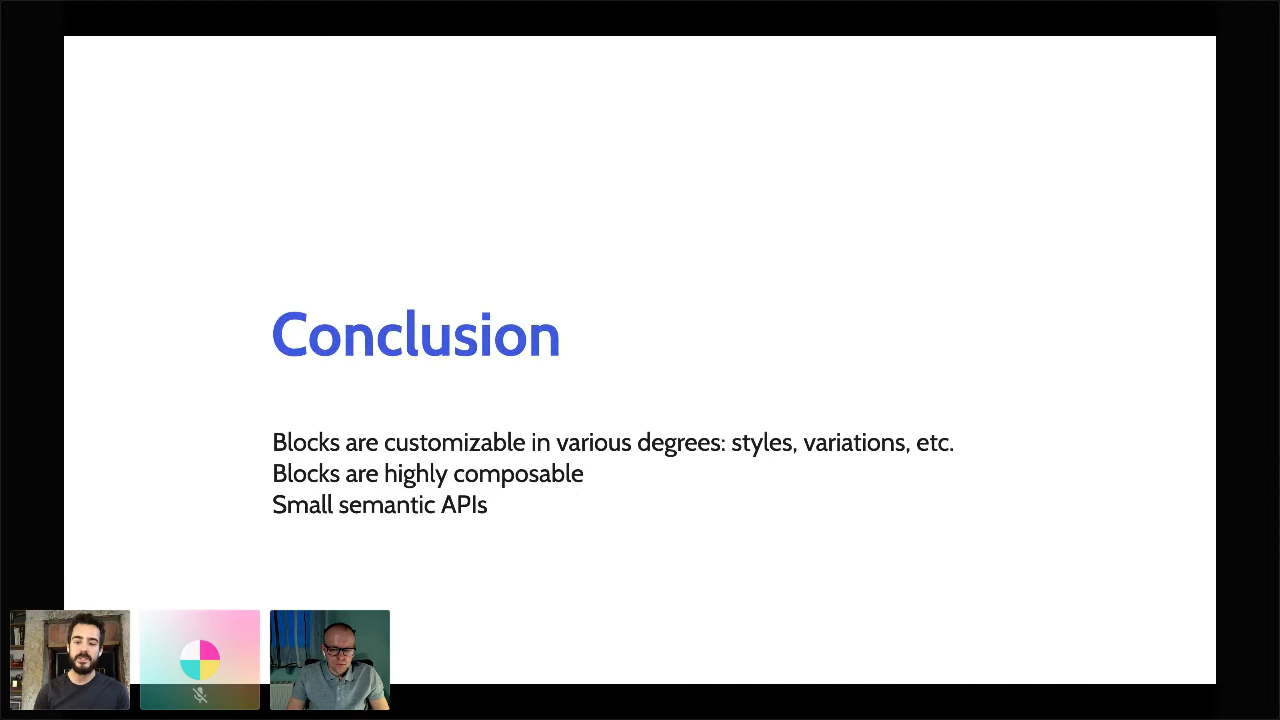 Conclusion
Blocks are customizable in various degrees: styles, variations, etc.
Blocks are highly composable
Small semantic APIs